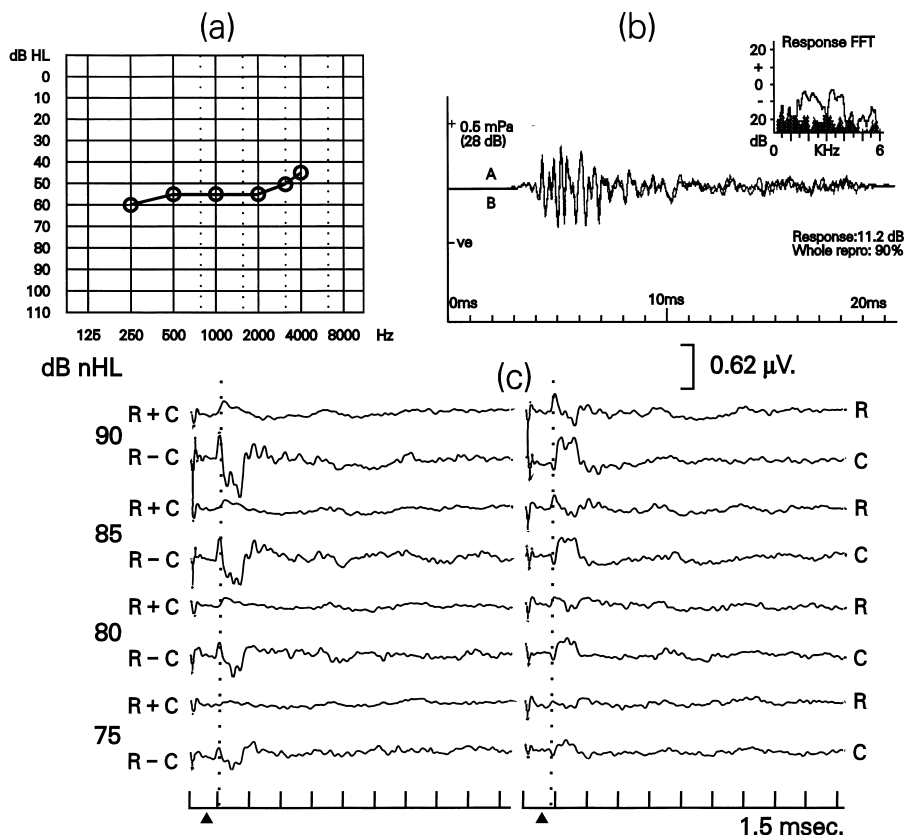 (a)
dB HL
0
10
20
30
40
50
60
70
80
90
100
110
125 250 500 1000 2000 4000 8000 Hz
(b)
Response FFT
20
+
0
−
20
dB
0 KHz 6
+ 0.5 mPa
(28 dB)
A
B
−ve
Response:11.2 dB
Whole repro: 90%
0ms 10ms 20ms
dB nHL
(c)
0.62 µV.
90
R + C R
R − C C
85
R + C R
R − C C
80
R + C R
R − C C
75
R + C R
R − C C
1.5 msec.